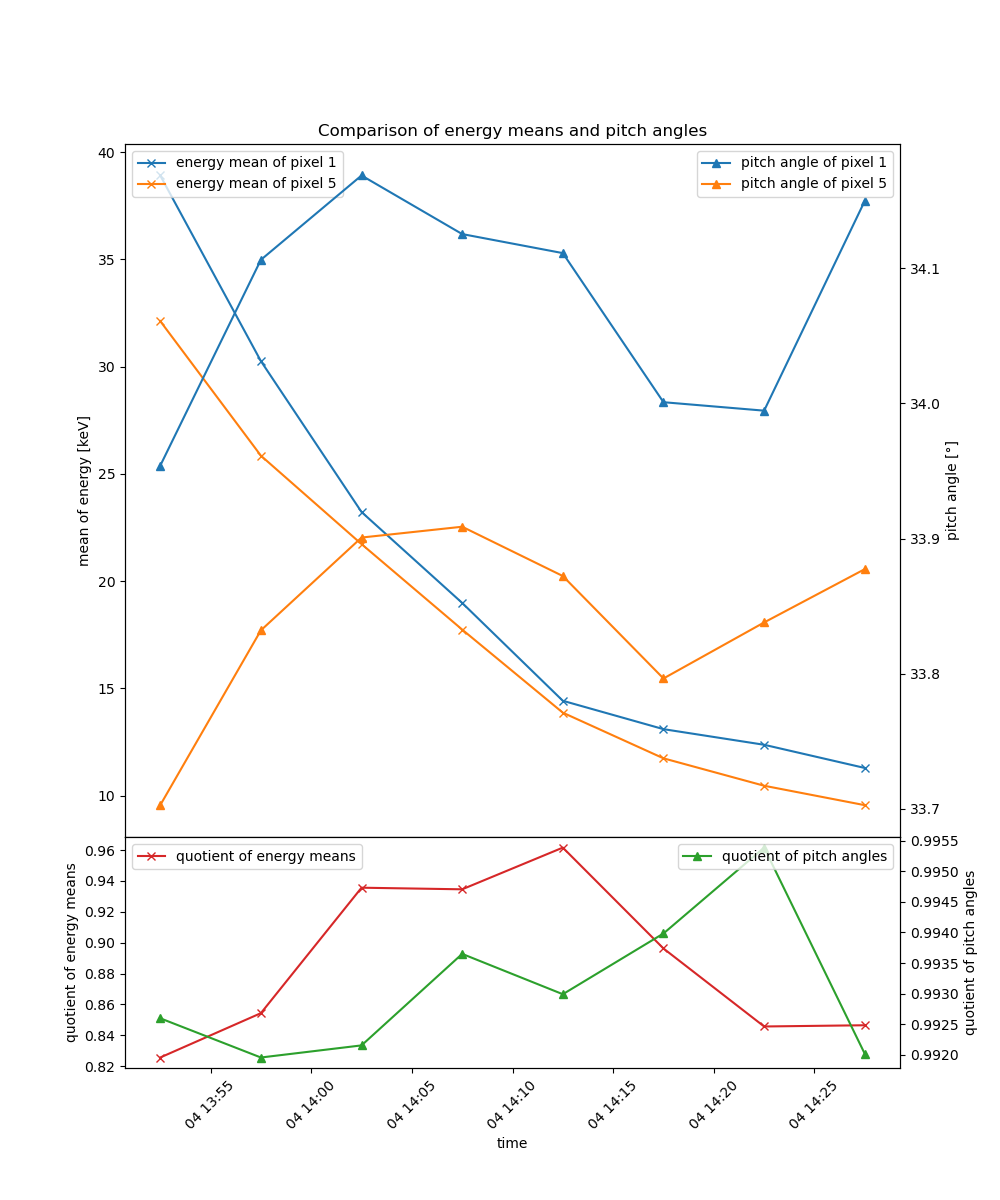 Comparison of energy means and pitch angles
energy mean of pixel 1
energy mean of pixel 5
pitch angle of pixel 1
pitch angle of pixel 5
mean of energy [keV]
40
35
30
25
20
15
10
pitch angle [°]
34.1
34.0
33.9
33.8
33.7
quotient of energy means
quotient of pitch angles
quotient of energy means
0.96
0.94
0.92
0.90
0.88
0.86
0.84
0.82
quotient of pitch angles
0.9955
0.9950
0.9945
0.9940
0.9935
0.9930
0.9925
0.9920
04 13:55
04 14:00
04 14:05
04 14:10
04 14:15
04 14:20
04 14:25
time